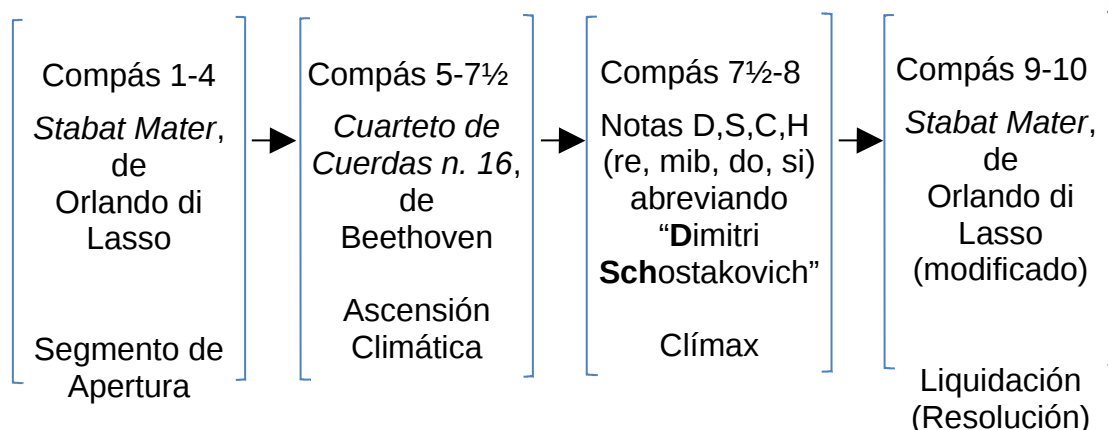 Compás 1-4
Stabat Mater,
de
Orlando di
Lasso
Segmento de
Apertura
Compás 5-7½
Cuarteto de
Cuerdas n. 16,
de
Beethoven
Ascensión
Climática
Compás 7½-8
Notas D,S,C,H
(re, mib, do, si)
abreviando
“Dimitri
Schostakovich”
Clímax
Compás 9-10
Stabat Mater,
de
Orlando di
Lasso
(modificado)
Liquidación
(Resolución)